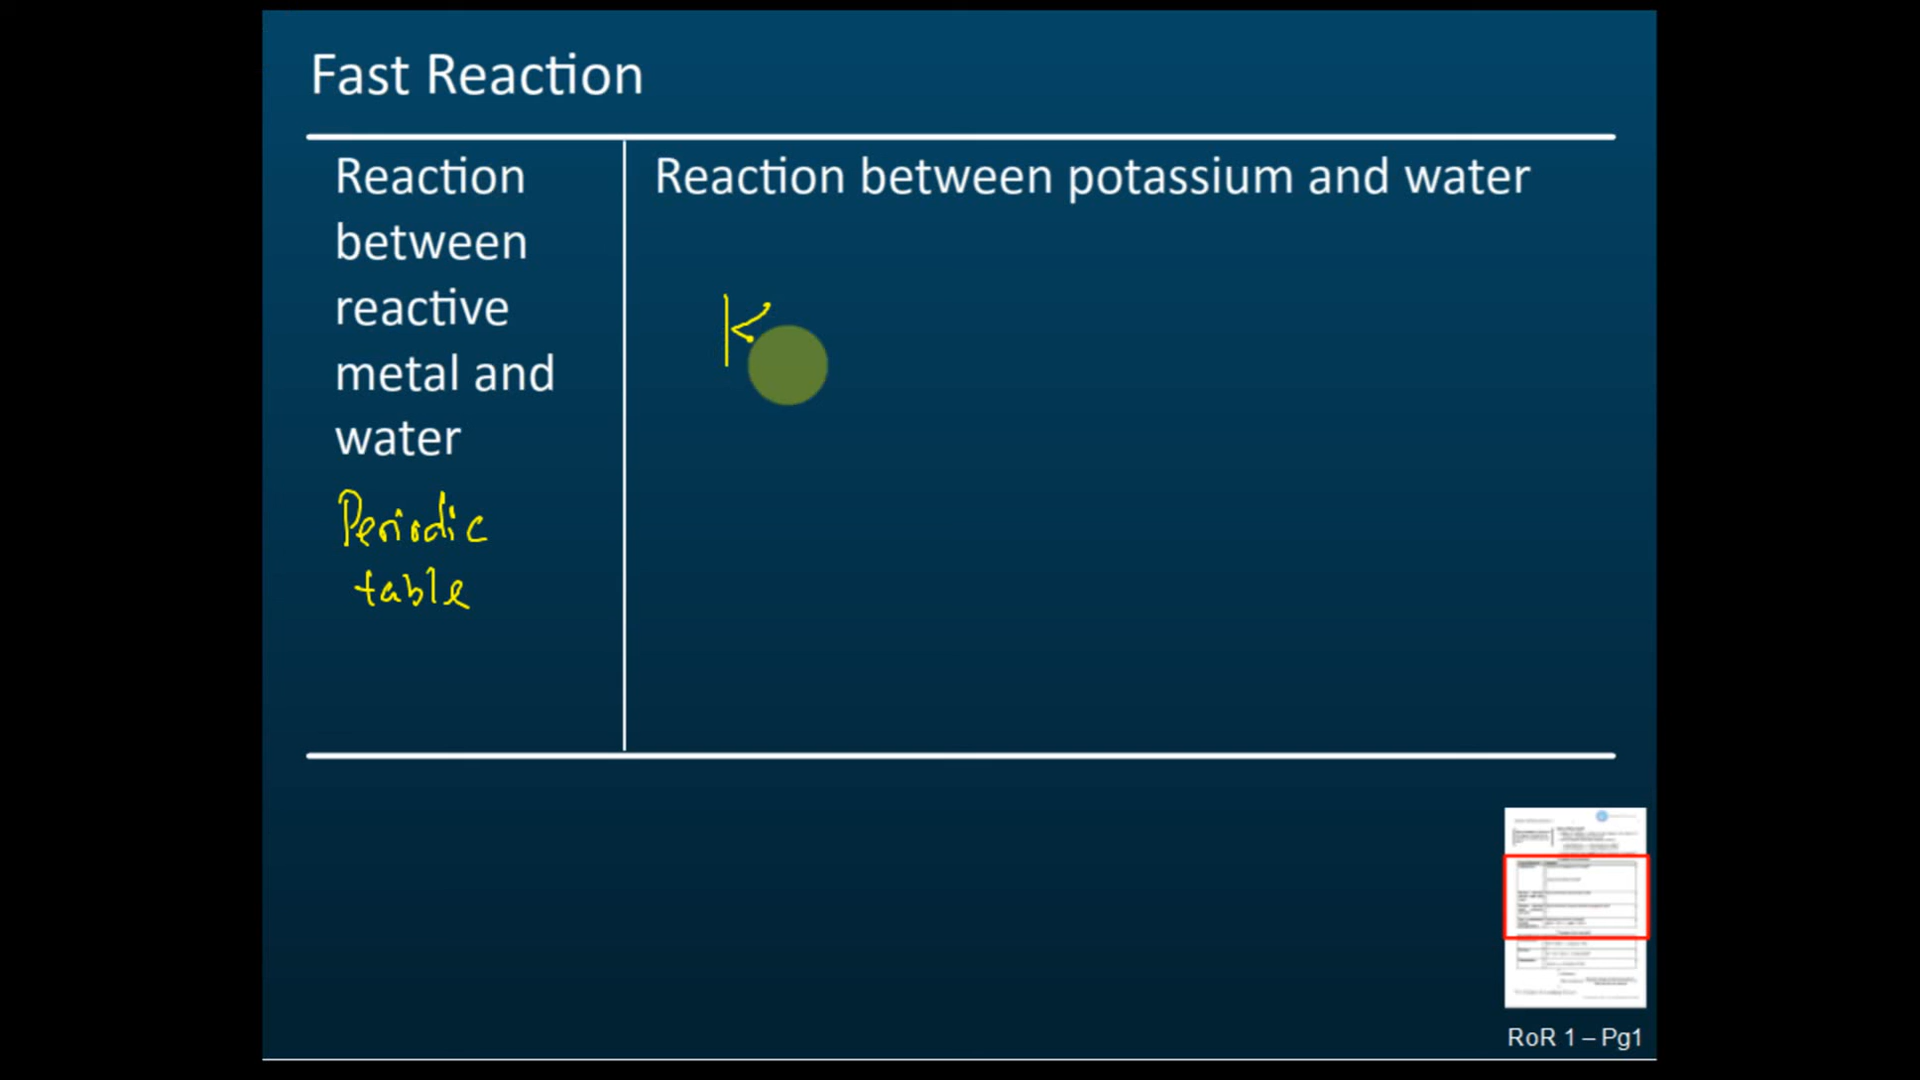 Fast Reaction
Reaction between reactive metal and water
Reaction between potassium and water
K
Periodic
table
RoR 1 – Pg1